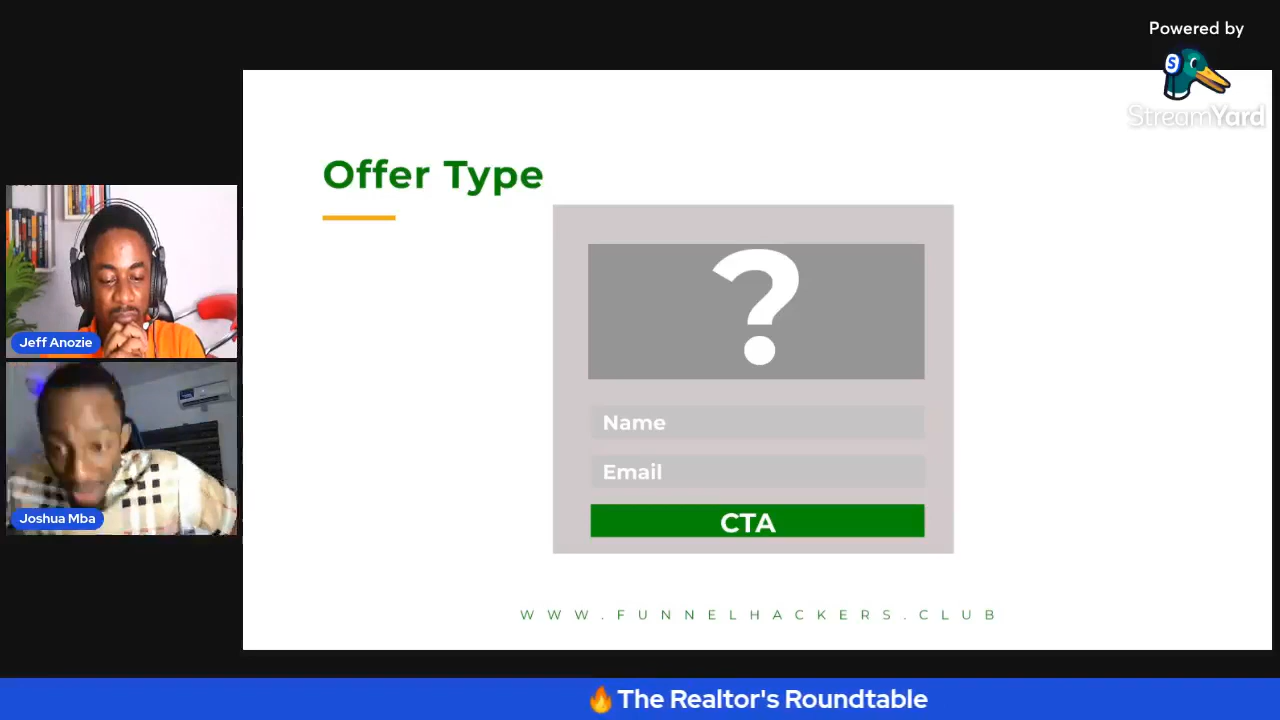 Powered by
S
StreamYard
Offer Type
?
Name
Email
CTA
WWW.FUNNELHACKERS.CLUB
Jeff Anozie
Joshua Mba
🔥The Realtor's Roundtable